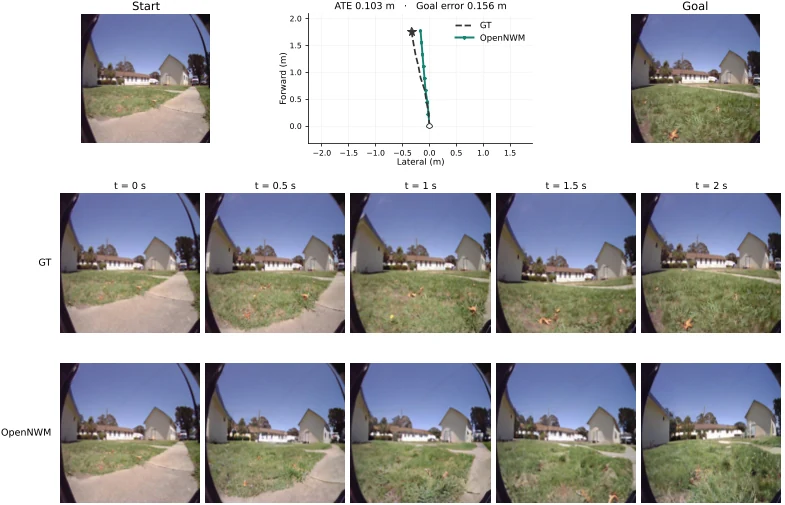 Start
ATE 0.103 m · Goal error 0.156 m
Goal
GT
OpenNWM
2.0
1.5
1.0
0.5
0.0
Forward (m)
−2.0 −1.5 −1.0 −0.5 0.0 0.5 1.0 1.5
Lateral (m)
t = 0 s t = 0.5 s t = 1 s t = 1.5 s t = 2 s
GT
OpenNWM